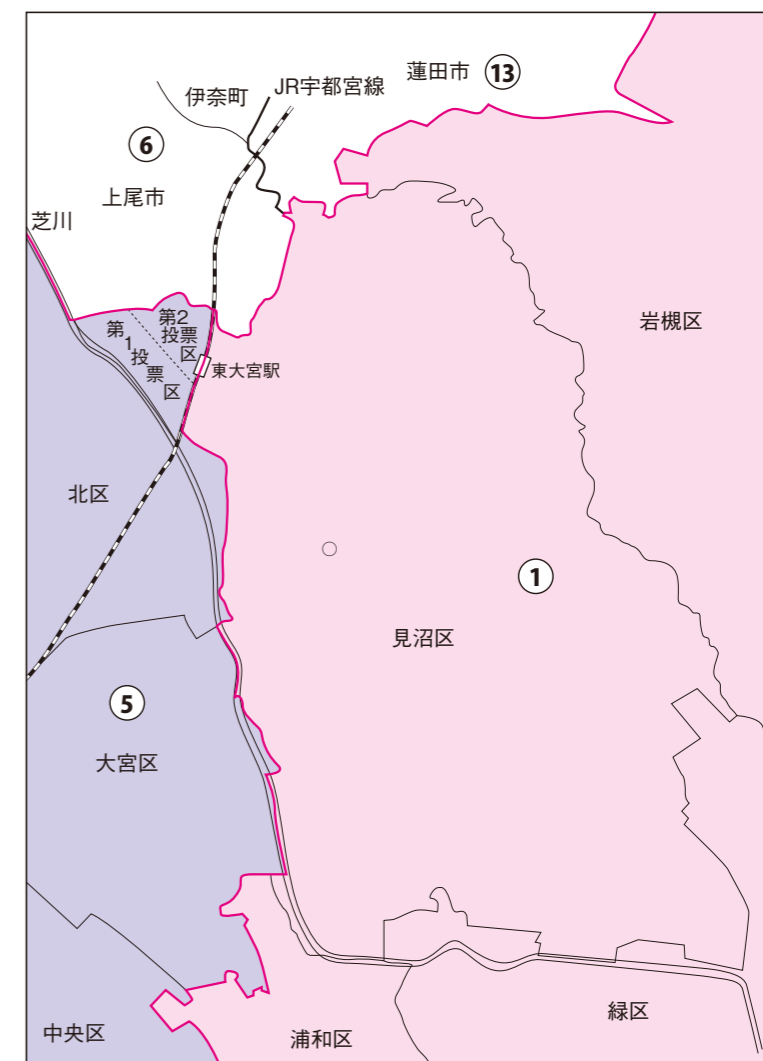 伊奈町
JR宇都宮線
蓮田市
13
6
上尾市
芝川
第1投票区
第2投票区
東大宮駅
岩槻区
北区
1
見沼区
5
大宮区
中央区
浦和区
緑区